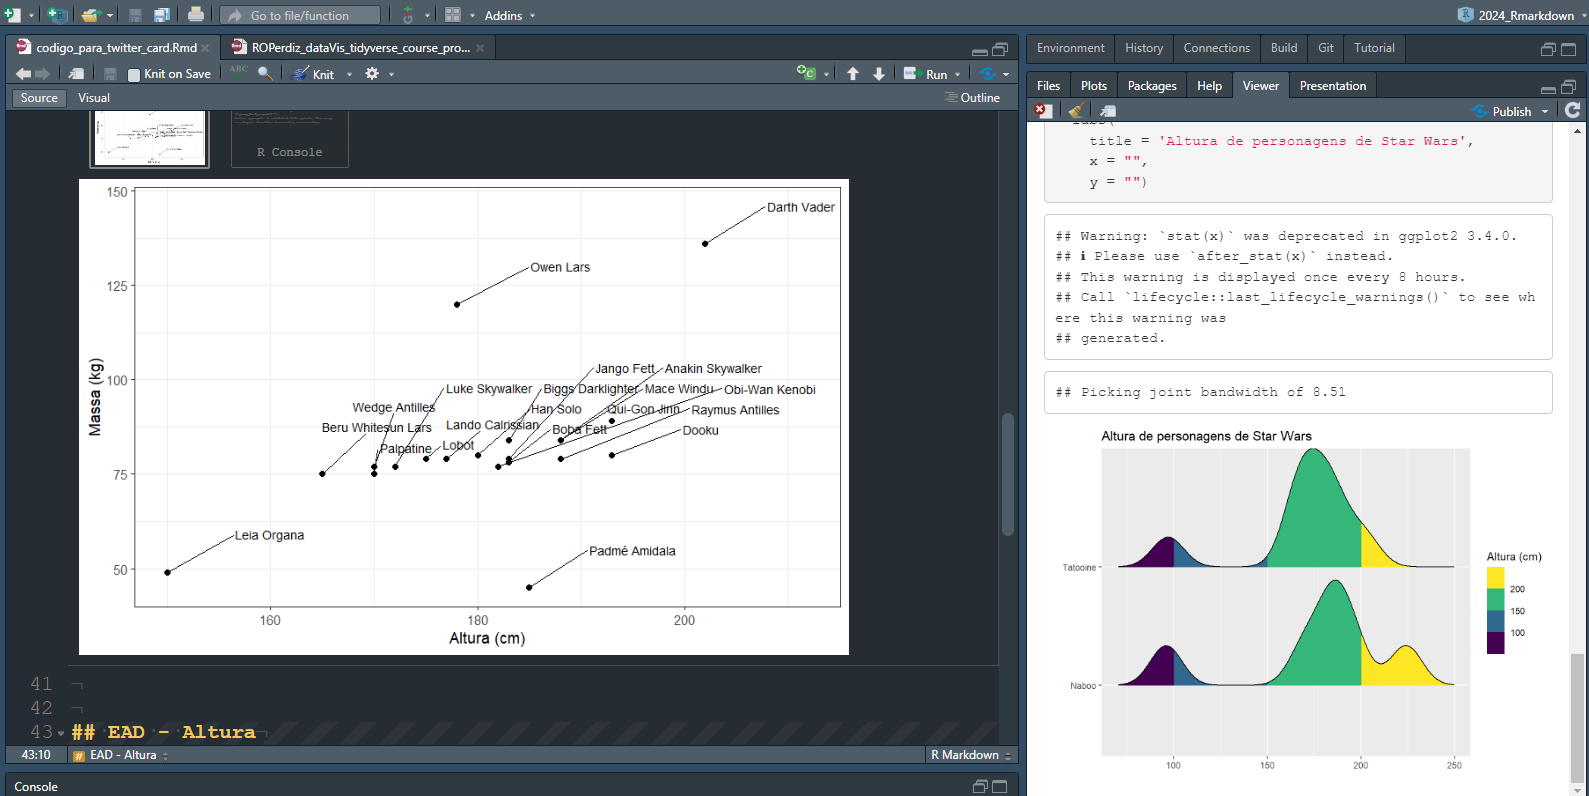 Go to file/function
Addins
2024_Rmarkdown
codigo_para_twitter_card.Rmd
ROPerdiz_dataVis_tidyverse_course_pro...
Knit on Save
ABC
Knit
Run
Source
Visual
Outline
R Console
150
125
100
75
50
Massa (kg)
Darth Vader
Owen Lars
Jango Fett
Anakin Skywalker
Luke Skywalker
Biggs Darklighter
Mace Windu
Obi-Wan Kenobi
Wedge Antilles
Han Solo
Qui-Gon Jinn
Raymus Antilles
Beru Whitesun Lars
Lando Calrissian
Boba Fett
Dooku
Palpatine
Lobot
Leia Organa
Padmé Amidala
160
180
200
Altura (cm)
41
42
43 ## EAD - Altura
43:10
# EAD - Altura
R Markdown
Console
Environment
History
Connections
Build
Git
Tutorial
Files
Plots
Packages
Help
Viewer
Presentation
Publish
title = 'Altura de personagens de Star Wars',
x = "",
y = "")
## Warning: `stat(x)` was deprecated in ggplot2 3.4.0.
## ℹ Please use `after_stat(x)` instead.
## This warning is displayed once every 8 hours.
## Call `lifecycle::last_lifecycle_warnings()` to see wh
ere this warning was
## generated.
## Picking joint bandwidth of 8.51
Altura de personagens de Star Wars
Tatooine
Naboo
100
150
200
250
Altura (cm)
200
150
100